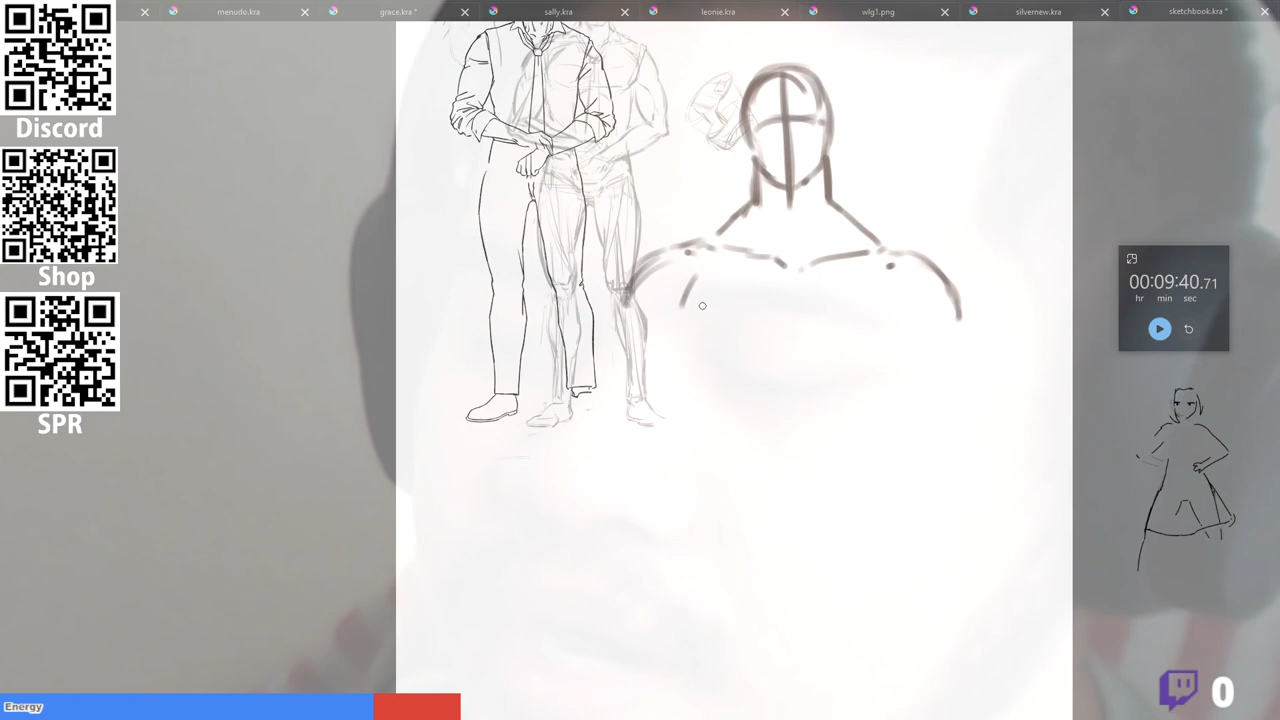 menudo.kra
grace.kra *
sally.kra
leonie.kra
wlg1.png
silvernew.kra
sketchbook.kra *
Discord
Shop
SPR
00:09:40.71
hr min sec
Energy
0